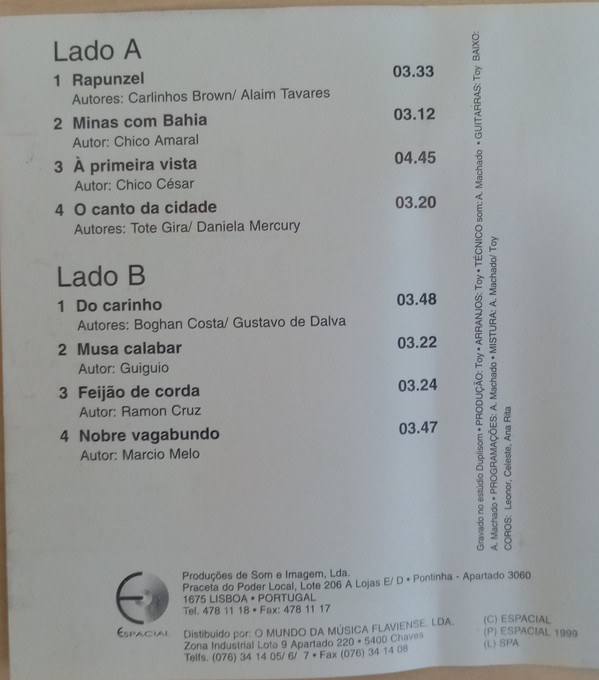 Lado A
1 Rapunzel 03.33
Autores: Carlinhos Brown/ Alaim Tavares
2 Minas com Bahia 03.12
Autor: Chico Amaral
3 À primeira vista 04.45
Autor: Chico César
4 O canto da cidade 03.20
Autores: Tote Gira/ Daniela Mercury
Lado B
1 Do carinho 03.48
Autores: Boghan Costa/ Gustavo de Dalva
2 Musa calabar 03.22
Autor: Guiguio
3 Feijão de corda 03.24
Autor: Ramon Cruz
4 Nobre vagabundo 03.47
Autor: Marcio Melo
Gravado no estúdio Duplisom • PRODUÇÃO: Toy • ARRANJOS: Toy • TÉCNICO som: A. Machado • GUITARRAS: Toy BAIXO:
A. Machado • PROGRAMAÇÕES: A. Machado • MISTURA: A. Machado/ Toy
COROS: Leonor, Celeste, Ana Rita
ESPACIAL
Produções de Som e Imagem, Lda.
Praceta do Poder Local, Lote 206 A Lojas E/ D • Pontinha - Apartado 3060
1675 LISBOA • PORTUGAL
Tel. 478 11 18 • Fax: 478 11 17
Distibuido por: O MUNDO DA MÚSICA FLAVIENSE, LDA.
Zona Industrial Lote 9 Apartado 220 • 5400 Chaves
Telfs. (076) 34 14 05/ 6/ 7 • Fax (076) 34 14 08
(C) ESPACIAL
(P) ESPACIAL 1999
(L) SPA